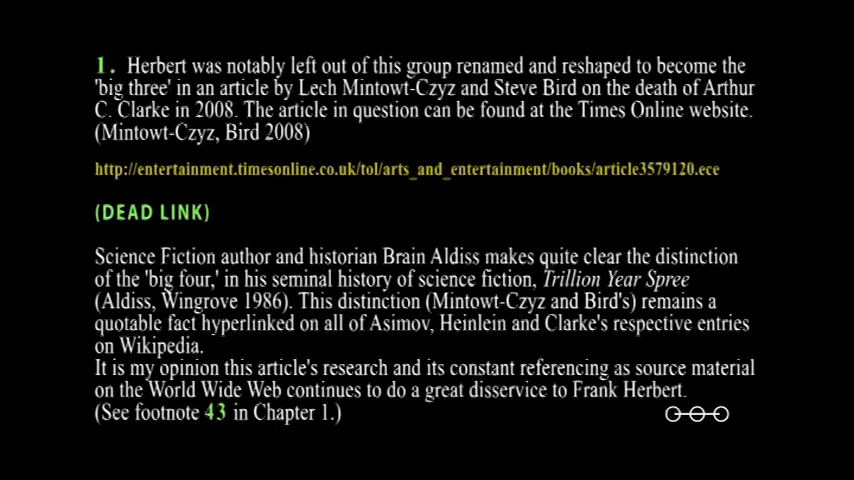 1. Herbert was notably left out of this group renamed and reshaped to become the
'big three' in an article by Lech Mintowt-Czyz and Steve Bird on the death of Arthur
C. Clarke in 2008. The article in question can be found at the Times Online website.
(Mintowt-Czyz, Bird 2008)
http://entertainment.timesonline.co.uk/tol/arts_and_entertainment/books/article3579120.ece
(DEAD LINK)
Science Fiction author and historian Brain Aldiss makes quite clear the distinction
of the 'big four,' in his seminal history of science fiction, Trillion Year Spree
(Aldiss, Wingrove 1986). This distinction (Mintowt-Czyz and Bird's) remains a
quotable fact hyperlinked on all of Asimov, Heinlein and Clarke's respective entries
on Wikipedia.
It is my opinion this article's research and its constant referencing as source material
on the World Wide Web continues to do a great disservice to Frank Herbert.
(See footnote 43 in Chapter 1.)